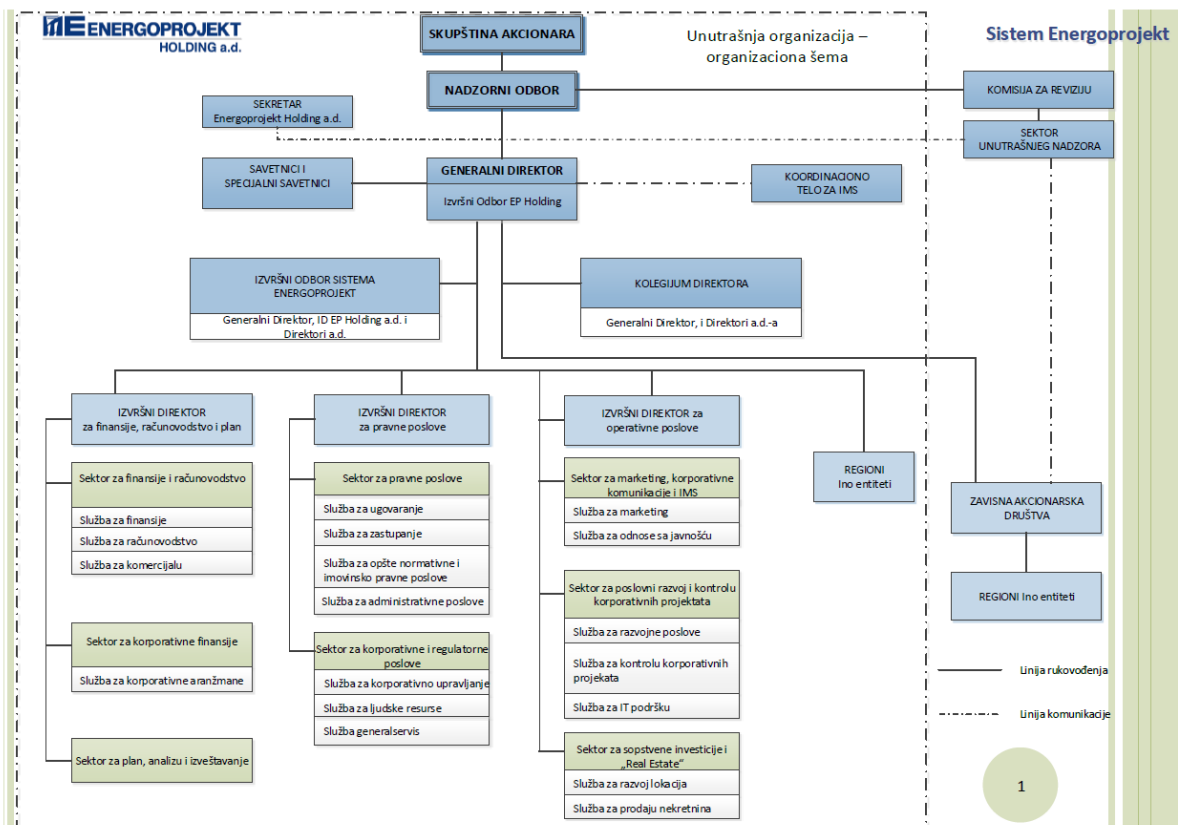 ENERGOPROJEKT
HOLDING a.d.
SKUPŠTINA AKCIONARA
Unutrašnja organizacija –
organizaciona šema
Sistem Energoprojekt
NADZORNI ODBOR
KOMISIJA ZA REVIZIJU
SEKRETAR
Energoprojekt Holding a.d.
SEKTOR
UNUTRAŠNJEG NADZORA
SAVETNICI I
SPECIJALNI SAVETNICI
GENERALNI DIREKTOR
Izvršni Odbor EP Holding
KOORDINACIONO
TELO ZA IMS
IZVRŠNI ODBOR SISTEMA
ENERGOPROJEKT
Generalni Direktor, ID EP Holding a.d. i
Direktori a.d.
KOLEGIJUM DIREKTORA
Generalni Direktor, i Direktori a.d.-a
IZVRŠNI DIREKTOR
za finansije, računovodstvo i plan
Sektor za finansije i računovodstvo
Služba za finansije
Služba za računovodstvo
Služba za komercijalu
Sektor za korporativne finansije
Služba za korporativne aranžmane
Sektor za plan, analizu i izveštavanje
IZVRŠNI DIREKTOR
za pravne poslove
Sektor za pravne poslove
Služba za ugovaranje
Služba za zastupanje
Služba za opšte normativne i
imovinsko pravne poslove
Služba za administrativne poslove
Sektor za korporativne i regulatorne
poslove
Služba za korporativno upravljanje
Služba za ljudske resurse
Služba generalservis
IZVRŠNI DIREKTOR za
operativne poslove
Sektor za marketing, korporativne
komunikacije i IMS
Služba za marketing
Služba za odnose sa javnošću
Sektor za poslovni razvoj i kontrolu
korporativnih projektata
Služba za razvojne poslove
Služba za kontrolu korporativnih
projekata
Služba za IT podršku
Sektor za sopstvene investicije i
„Real Estate“
Služba za razvoj lokacija
Služba za prodaju nekretnina
REGIONI
Ino entiteti
ZAVISNA AKCIONARSKA
DRUŠTVA
REGIONI Ino entiteti
Linija rukovođenja
Linija komunikacije
1